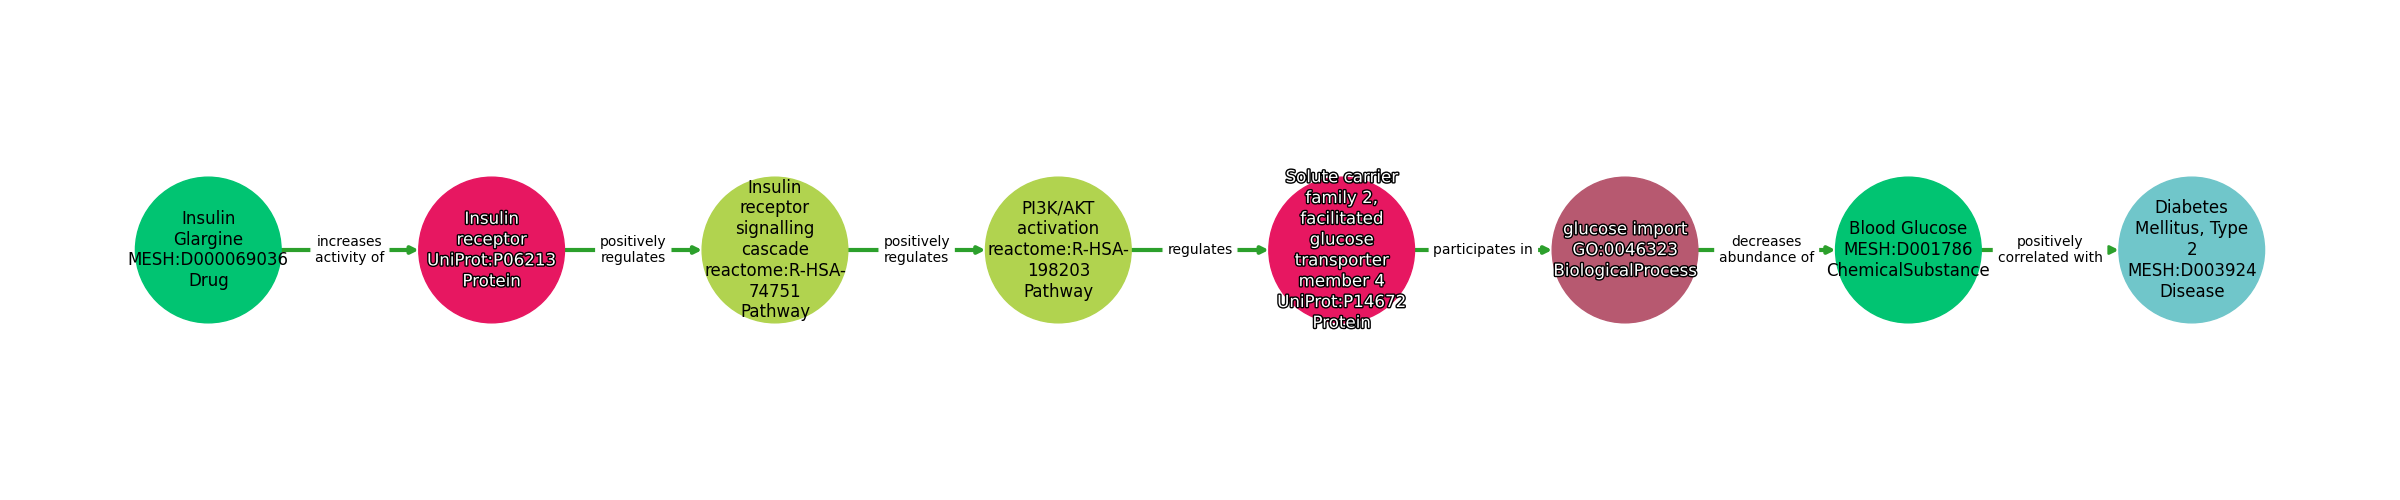 Insulin
Glargine
MESH:D000069036
Drug
increases
activity of
Insulin
receptor
UniProt:P06213
Protein
positively
regulates
Insulin
receptor
signalling
cascade
reactome:R-HSA-
74751
Pathway
positively
regulates
PI3K/AKT
activation
reactome:R-HSA-
198203
Pathway
regulates
Solute carrier
family 2,
facilitated
glucose
transporter
member 4
UniProt:P14672
Protein
participates in
glucose import
GO:0046323
BiologicalProcess
decreases
abundance of
Blood Glucose
MESH:D001786
ChemicalSubstance
positively
correlated with
Diabetes
Mellitus, Type
2
MESH:D003924
Disease